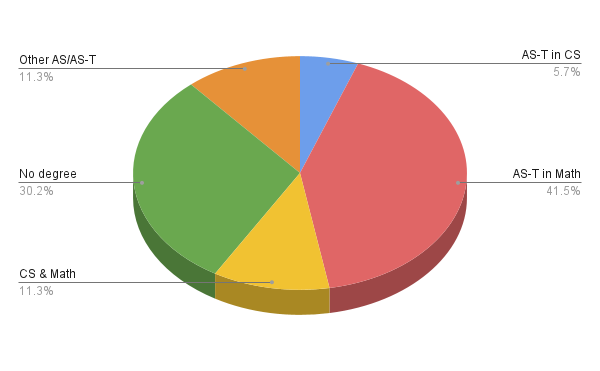 Other AS/AS-T
11.3%
No degree
30.2%
CS & Math
11.3%
AS-T in CS
5.7%
AS-T in Math
41.5%